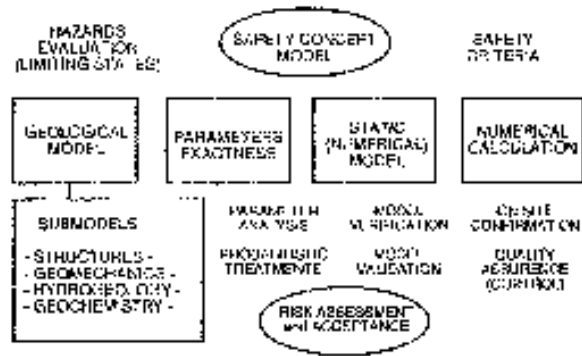 HAZARDS
EVALUATION
(LIMITING STATES)
SAFETY CONCEPT
MODEL
SAFETY
CRITERIA
GEOLOGICAL
MODEL
PARAMETERS
EXACTNESS
STATIC
(NUMERICAL)
MODEL
NUMERICAL
CALCULATION
SUBMODELS
- STRUCTURES -
- GEOMECHANICS -
- HYDROGEOLOGY -
- GEOCHEMISTRY -
PARAMETER
ANALYSIS
MODEL
VERIFICATION
ON SITE
CONFIRMATION
PROBABILISTIC
TREATMENTS
MODEL
VALIDATION
QUALITY
ASSURENCE
(CONTROL)
RISK ASSESSMENT
and ACCEPTANCE